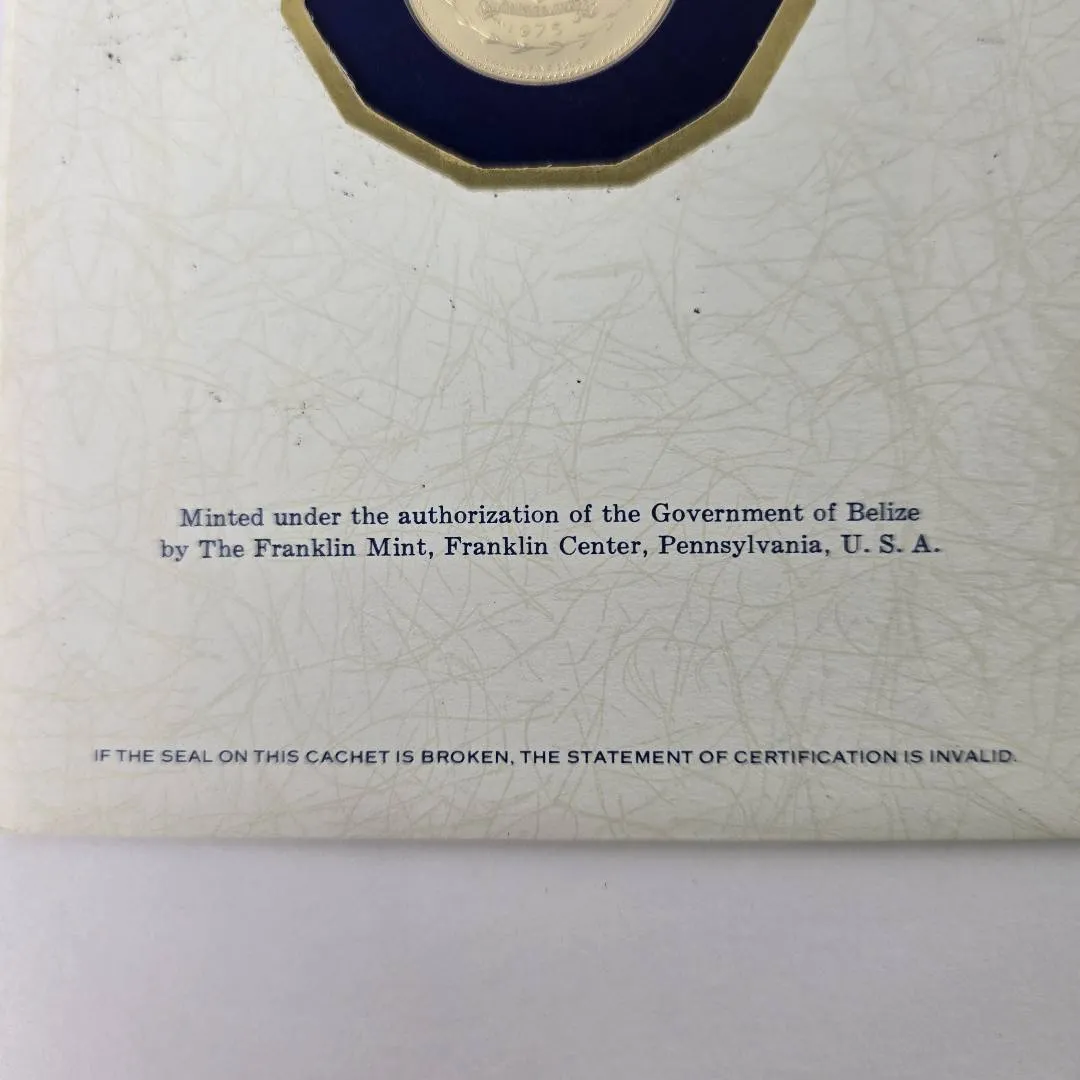 1975
Minted under the authorization of the Government of Belize
by The Franklin Mint, Franklin Center, Pennsylvania, U. S. A.
IF THE SEAL ON THIS CACHET IS BROKEN, THE STATEMENT OF CERTIFICATION IS INVALID.